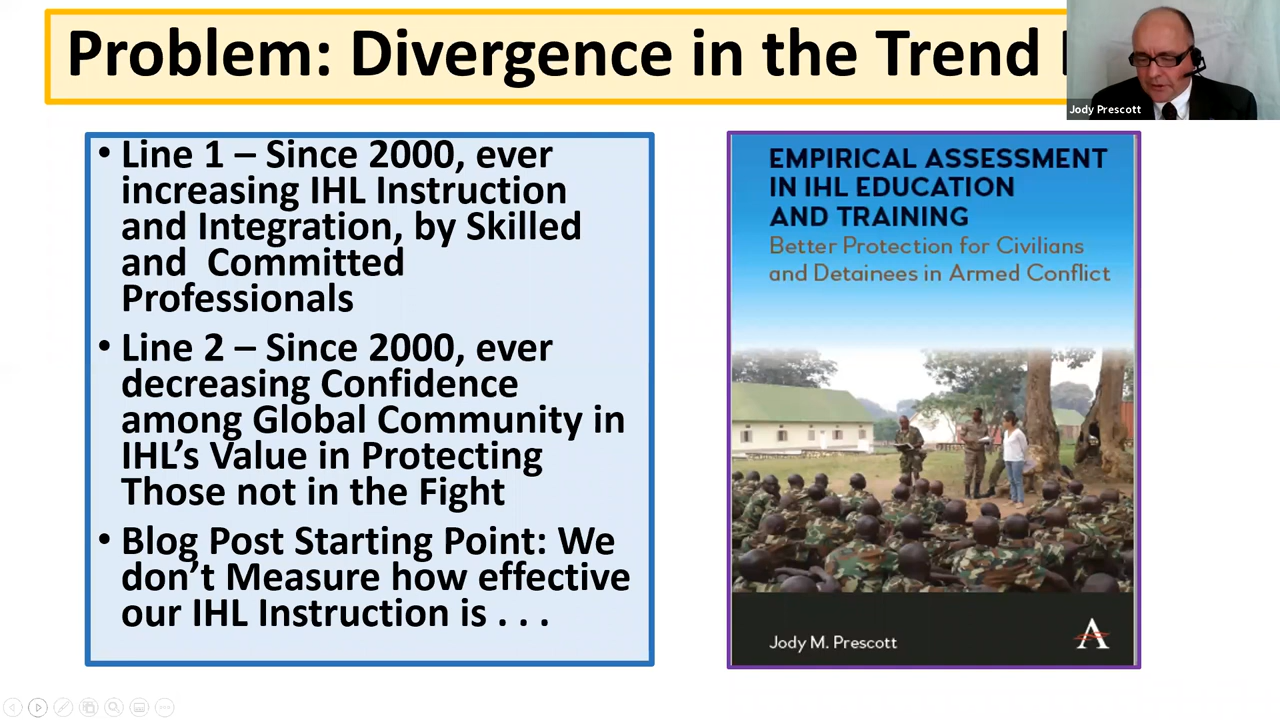 Problem: Divergence in the Trend
Jody Prescott
• Line 1 – Since 2000, ever
increasing IHL Instruction
and Integration, by Skilled
and Committed
Professionals
• Line 2 – Since 2000, ever
decreasing Confidence
among Global Community in
IHL’s Value in Protecting
Those not in the Fight
• Blog Post Starting Point: We
don’t Measure how effective
our IHL Instruction is . . .
EMPIRICAL ASSESSMENT
IN IHL EDUCATION
AND TRAINING
Better Protection for Civilians
and Detainees in Armed Conflict
Jody M. Prescott
A